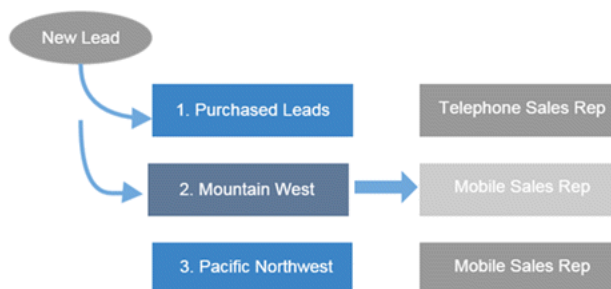 New Lead
1. Purchased Leads
Telephone Sales Rep
2. Mountain West
Mobile Sales Rep
3. Pacific Northwest
Mobile Sales Rep